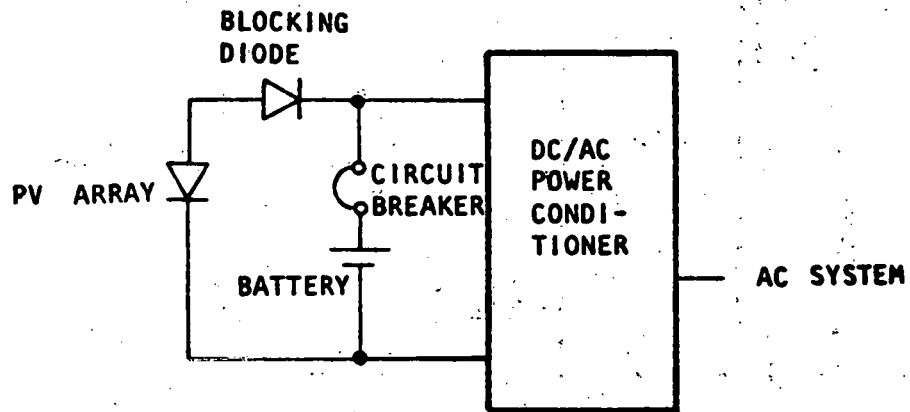 BLOCKING
DIODE
PV ARRAY
CIRCUIT
BREAKER
BATTERY
DC/AC
POWER
CONDI-
TIONER
AC SYSTEM